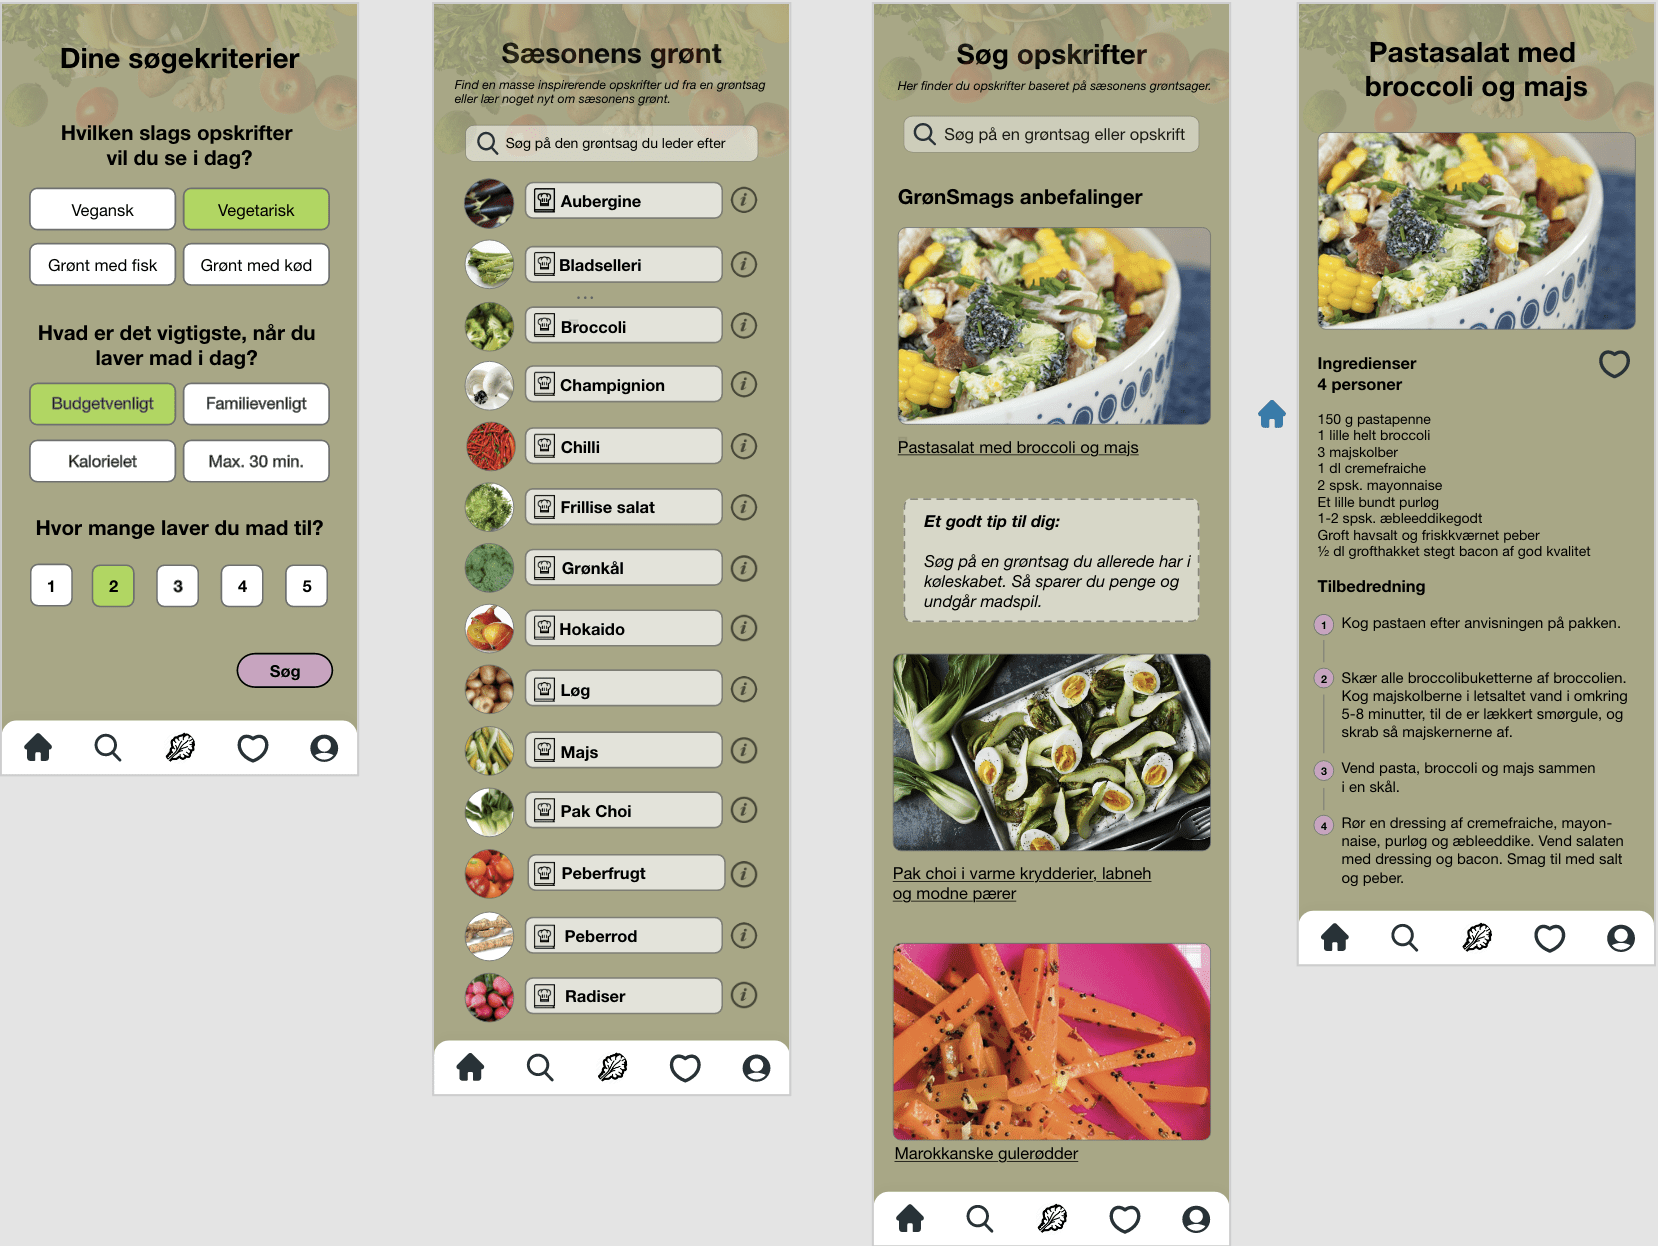 Dine søgekriterier
Hvilken slags opskrifter
vil du se i dag?
Vegansk
Vegetarisk
Grønt med fisk
Grønt med kød
Hvad er det vigtigste, når du
laver mad i dag?
Budgetvenligt
Familievenligt
Kalorielet
Max. 30 min.
Hvor mange laver du mad til?
1
2
3
4
5
Søg
Sæsonens grønt
Find en masse inspirerende opskrifter ud fra en grøntsag
eller lær noget nyt om sæsonens grønt.
Søg på den grøntsag du leder efter
Aubergine
i
Bladselleri
i
...
Broccoli
i
Champignion
i
Chilli
i
Frillise salat
i
Grønkål
i
Hokaido
i
Løg
i
Majs
i
Pak Choi
i
Peberfrugt
i
Peberrod
i
Radiser
i
Søg opskrifter
Her finder du opskrifter baseret på sæsonens grøntsager.
Søg på en grøntsag eller opskrift
GrønSmags anbefalinger
Pastasalat med broccoli og majs
Et godt tip til dig:
Søg på en grøntsag du allerede har i
køleskabet. Så sparer du penge og
undgår madspil.
Pak choi i varme krydderier, labneh
og modne pærer
Marokkanske gulerødder
Pastasalat med
broccoli og majs
Ingredienser
4 personer
150 g pastapenne
1 lille helt broccoli
3 majskolber
1 dl cremefraiche
2 spsk. mayonnaise
Et lille bundt purløg
1-2 spsk. æbleeddikegodt
Groft havsalt og friskkværnet peber
½ dl grofthakket stegt bacon af god kvalitet
Tilbedredning
1 Kog pastaen efter anvisningen på pakken.
2 Skær alle broccolibuketterne af broccolien.
Kog majskolberne i letsaltet vand i omkring
5-8 minutter, til de er lækkert smørgule, og
skrab så majskernerne af.
3 Vend pasta, broccoli og majs sammen
i en skål.
4 Rør en dressing af cremefraiche, mayon-
naise, purløg og æbleeddike. Vend salaten
med dressing og bacon. Smag til med salt
og peber.